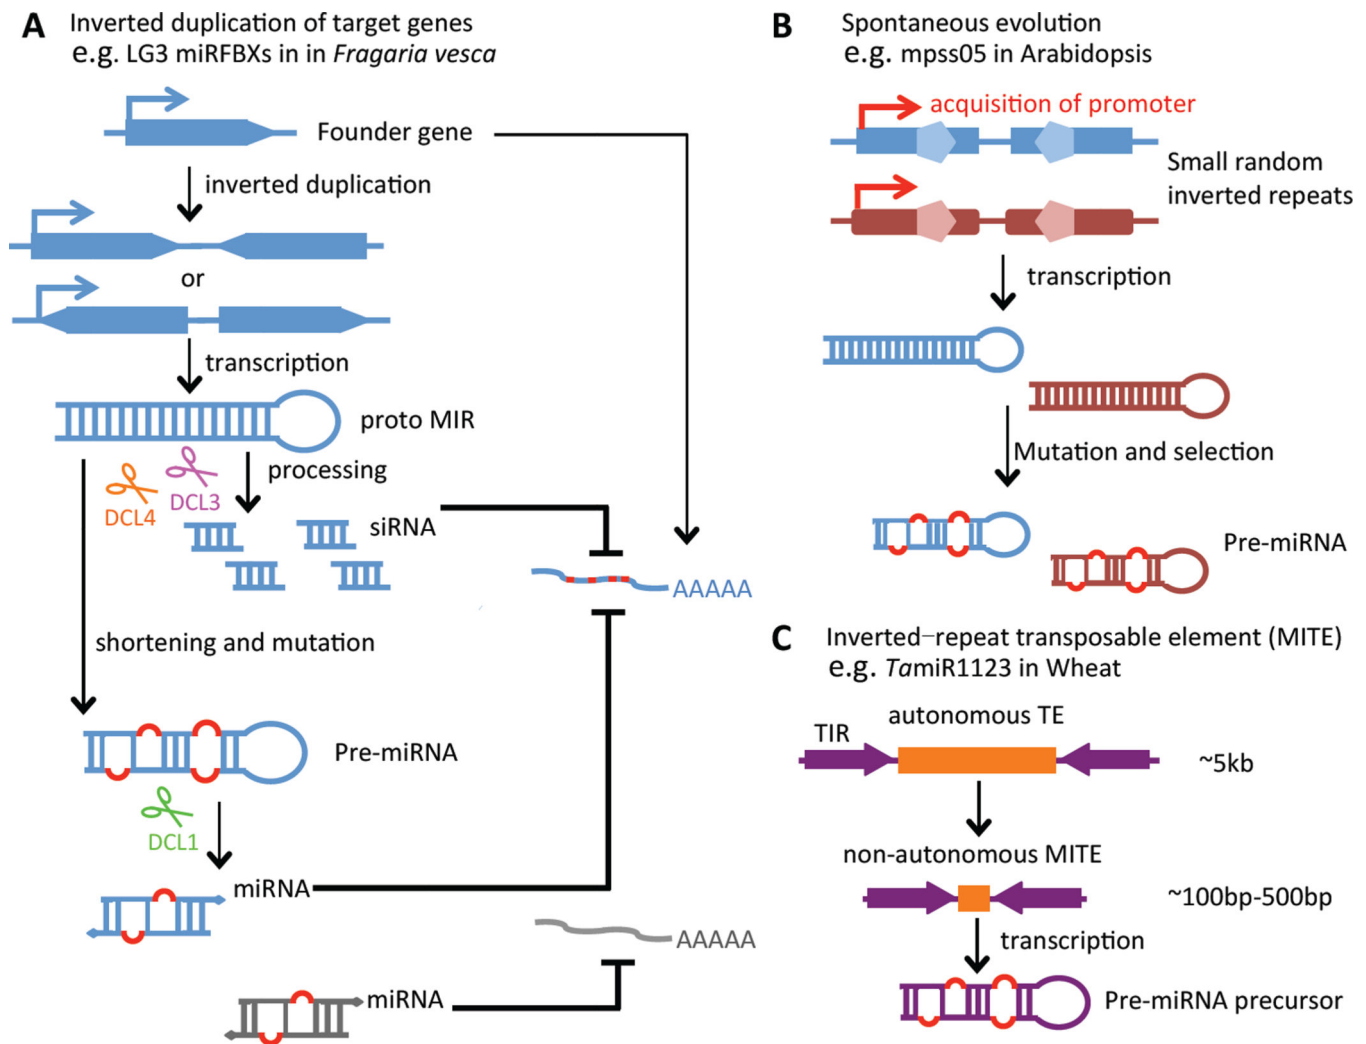 A Inverted duplication of target genes
e.g. LG3 miRFBXs in in Fragaria vesca
Founder gene
inverted duplication
or
transcription
proto MIR
processing
DCL4
DCL3
siRNA
AAAAA
shortening and mutation
Pre-miRNA
DCL1
miRNA
AAAAA
miRNA
B Spontaneous evolution
e.g. mpss05 in Arabidopsis
acquisition of promoter
Small random
inverted repeats
transcription
Mutation and selection
Pre-miRNA
C Inverted-repeat transposable element (MITE)
e.g. TamiR1123 in Wheat
autonomous TE
TIR
~5kb
non-autonomous MITE
~100bp-500bp
transcription
Pre-miRNA precursor